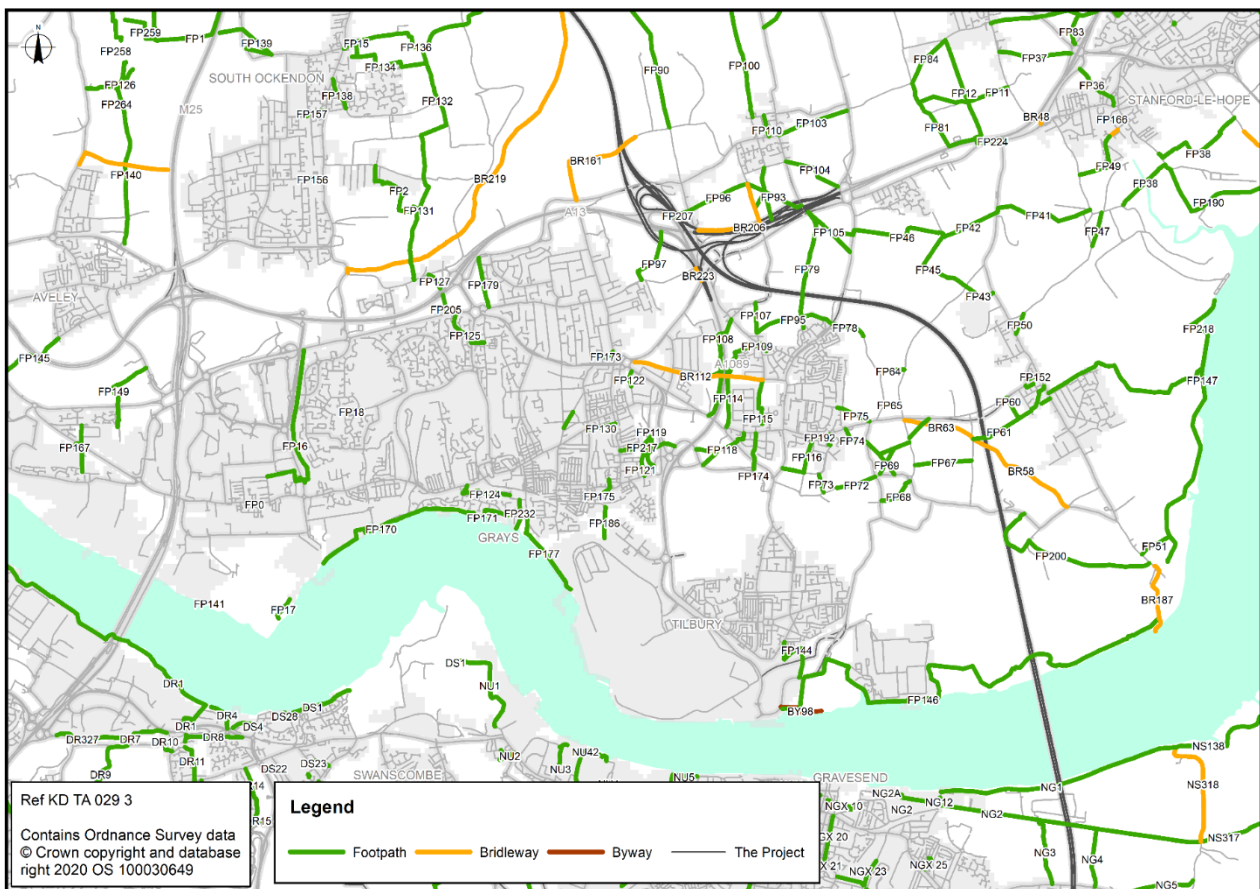 FP259
FP1
FP258
FP139
FP15
FP136
FP83
FP84
FP37
SOUTH OCKENDON
FP134
FP90
FP100
FP126
FP36
FP264
M25
FP138
FP132
FP12
FP11
STANFORD-LE-HOPE
FP157
FP110
FP103
FP81
BR48
FP166
FP224
FP140
BR161
FP38
FP156
BR219
FP104
FP49
FP38
FP2
FP96
FP93
FP190
FP131
A13
FP207
BR206
FP105
FP46
FP42
FP41
FP47
FP97
BR223
FP79
FP45
FP127
FP179
FP43
AVELEY
FP205
FP107
FP95
FP78
FP50
FP218
FP125
FP108
FP109
FP145
FP173
A1089
FP122
BR112
FP64
FP152
FP147
FP149
FP114
FP65
FP60
FP18
FP115
FP75
BR63
FP61
FP167
FP16
FP130
FP119
FP217
FP118
FP192
FP74
FP121
FP116
FP69
FP67
BR58
FP174
FP73
FP72
FP68
FP0
FP124
FP175
FP170
FP171
FP232
FP186
GRAYS
FP177
FP200
FP51
FP141
FP17
BR187
TILBURY
DS1
FP144
DR1
NU1
FP146
DR4
DS28
DS1
BY98
DR1
DS4
DR327
DR7
DR10
DR8
DR11
NU2
NU42
NU3
NS138
DR9
DS22
DS23
SWANSCOMBE
NU5
GRAVESEND
NG1
NS318
NG2A
NG12
NGX 10
NG2
NS317
NGX 20
NGX 21
NGX 23
NGX 25
NG3
NG4
NG5
Ref KD TA 029 3
Contains Ordnance Survey data
© Crown copyright and database
right 2020 OS 100030649
Legend
Footpath
Bridleway
Byway
The Project